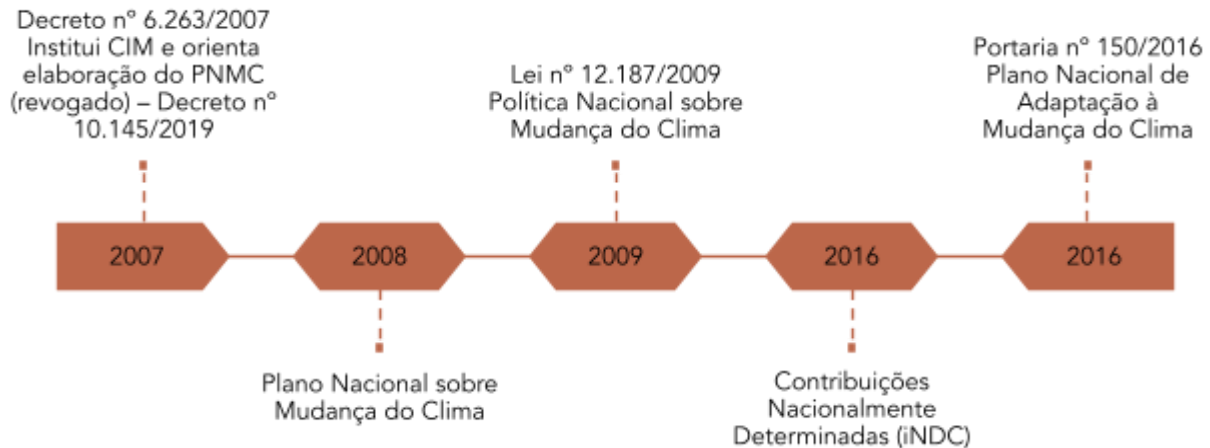 Decreto nº 6.263/2007
Institui CIM e orienta
elaboração do PNMC
(revogado) – Decreto nº
10.145/2019
Lei nº 12.187/2009
Política Nacional sobre
Mudança do Clima
Portaria nº 150/2016
Plano Nacional de
Adaptação à
Mudança do Clima
2007
2008
2009
2016
2016
Plano Nacional sobre
Mudança do Clima
Contribuições
Nacionalmente
Determinadas (iNDC)